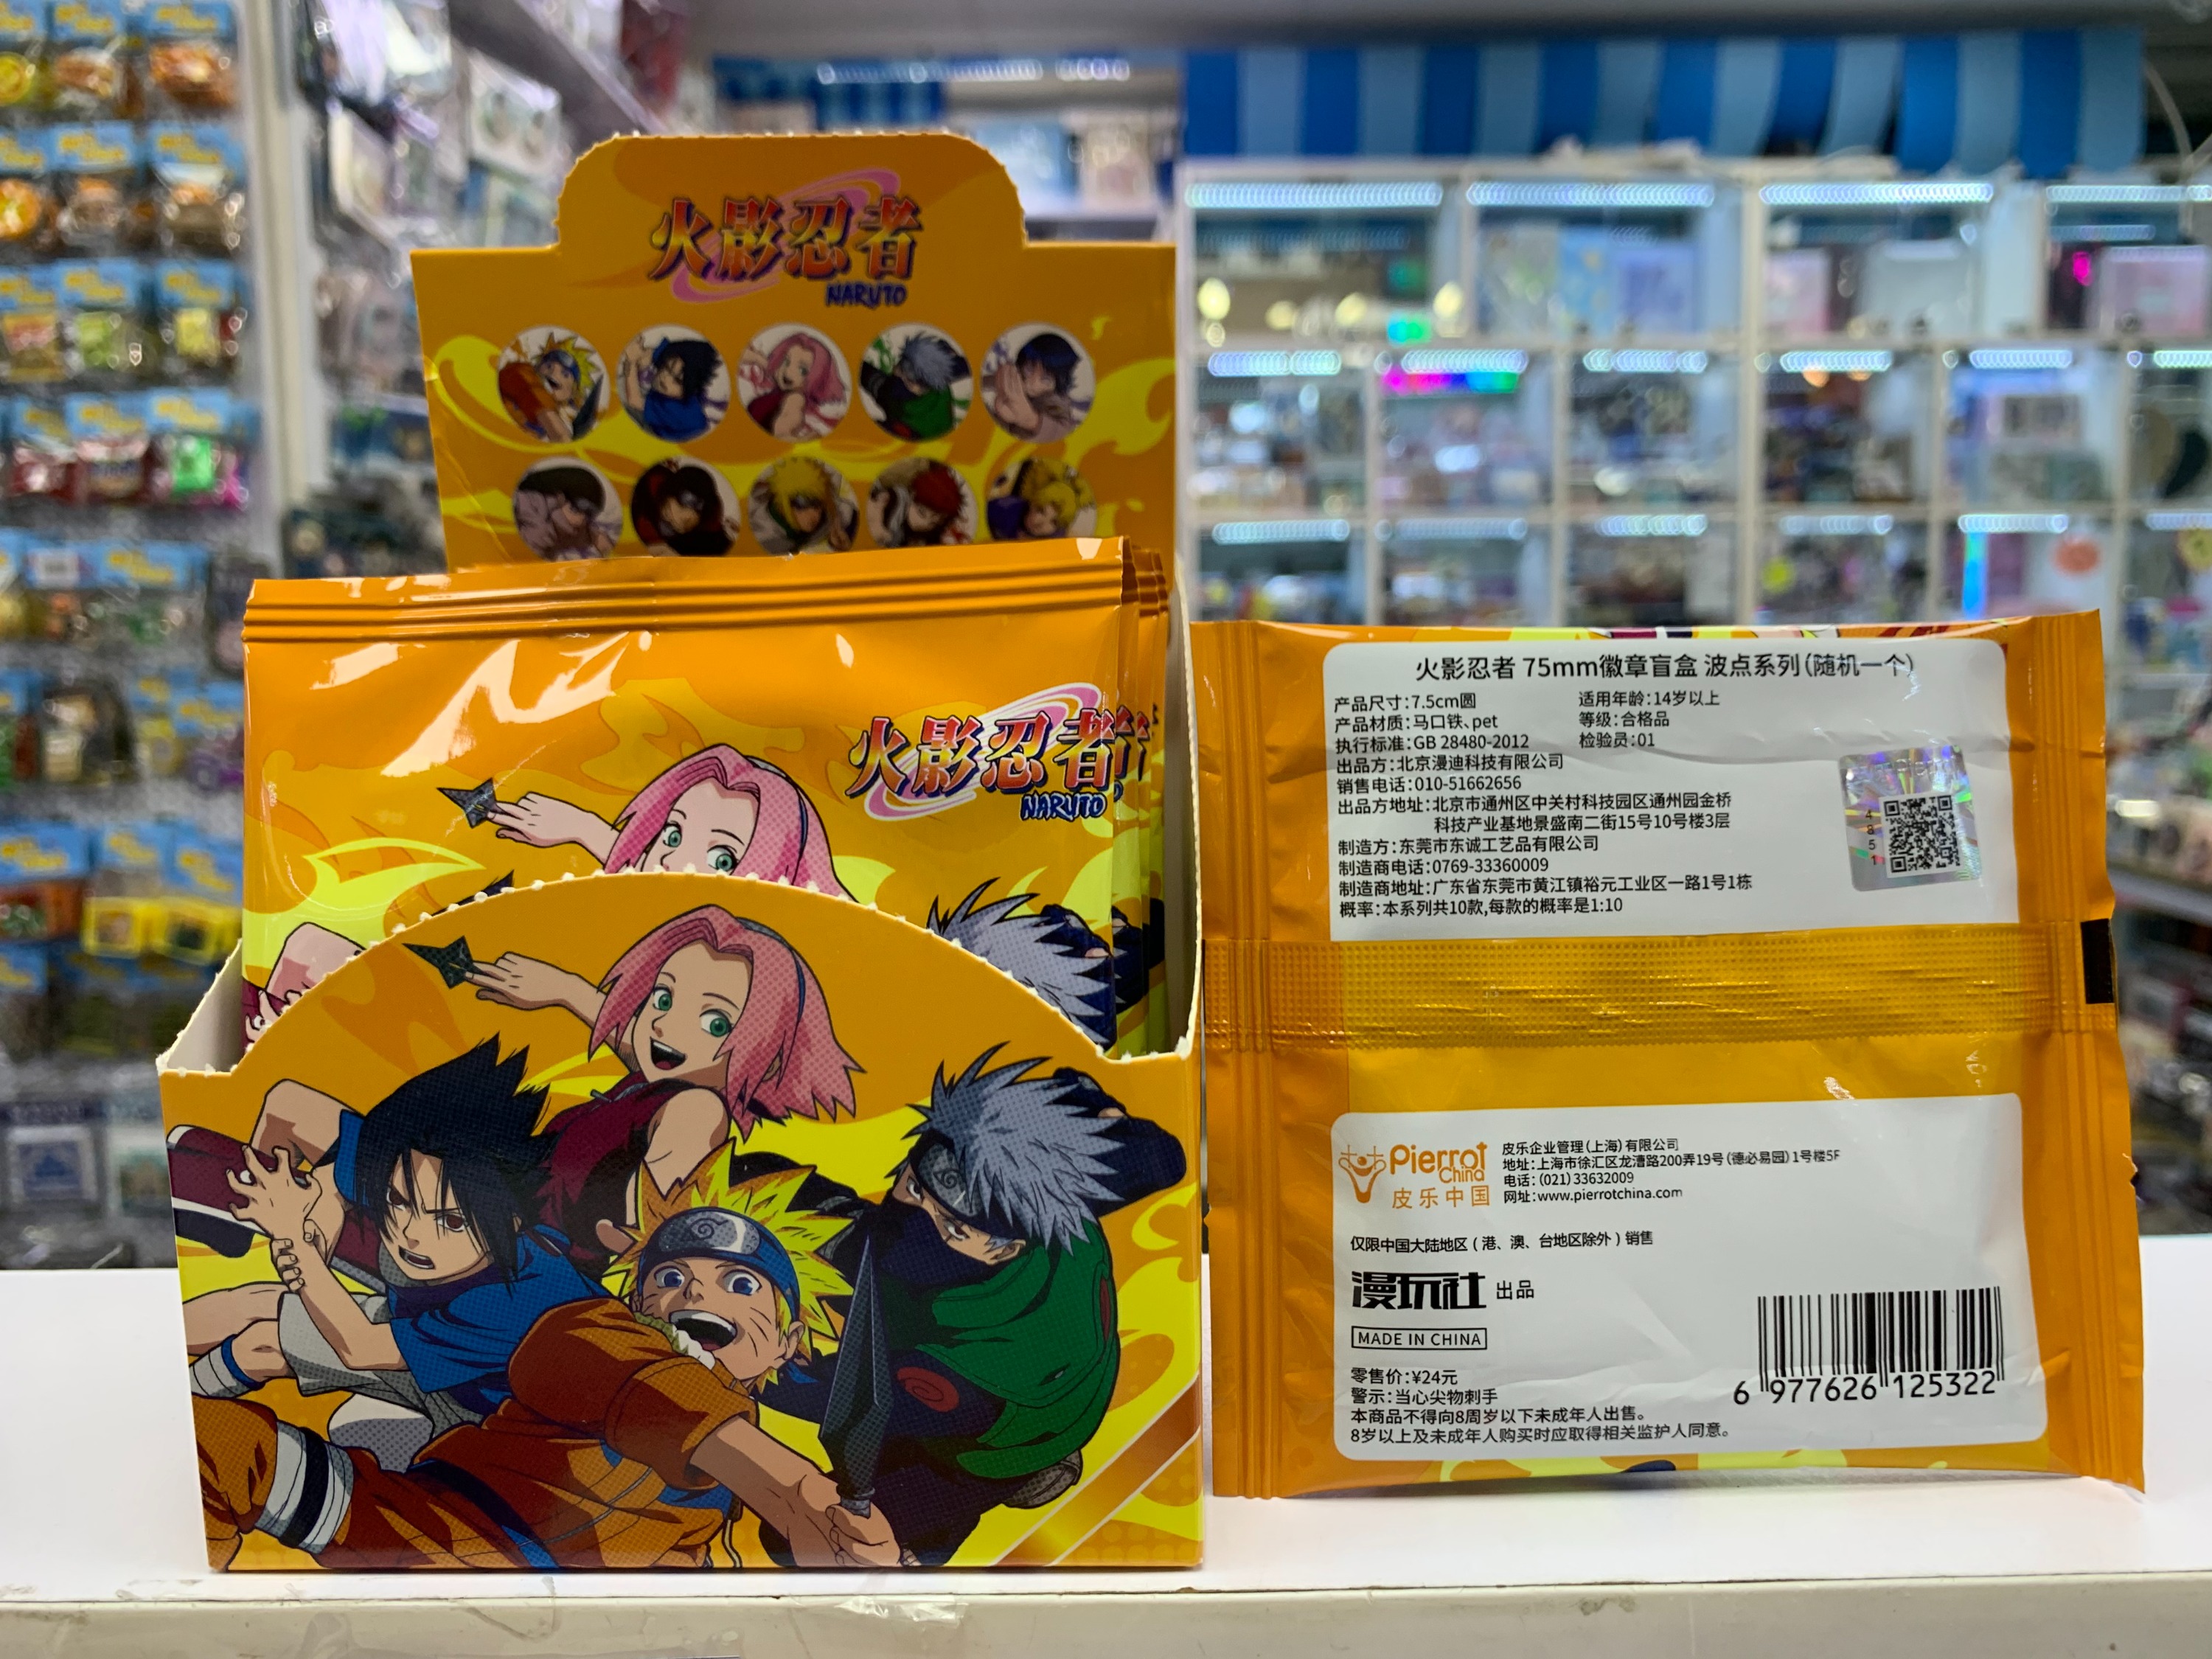 火影忍者
NARUTO
火影忍者
NARUTO
火影忍者 75mm徽章盲盒 波点系列(随机一个)
产品尺寸:7.5cm圆
适用年龄:14岁以上
产品材质:马口铁、pet
等级:合格品
执行标准:GB 28480-2012
检验员:01
出品方:北京漫迪科技有限公司
销售电话:010-51662656
出品方地址:北京市通州区中关村科技园区通州园金桥
科技产业基地景盛南二街15号10号楼3层
制造方:东莞市东诚工艺品有限公司
制造商电话:0769-33360009
制造商地址:广东省东莞市黄江镇裕元工业区一路1号1栋
概率:本系列共10款,每款的概率是1:10
4851
Pierrot
China
皮乐中国
皮乐企业管理(上海)有限公司
地址:上海市徐汇区龙漕路200弄19号(德必易园)1号楼5F
电话:(021)33632009
网址:www.pierrotchina.com
仅限中国大陆地区(港、澳、台地区除外)销售
漫玩社 出品
MADE IN CHINA
零售价:¥24元
警示:当心尖物刺手
本商品不得向8周岁以下未成年人出售。
8岁以上及未成年人购买时应取得相关监护人同意。
6 977626 125322